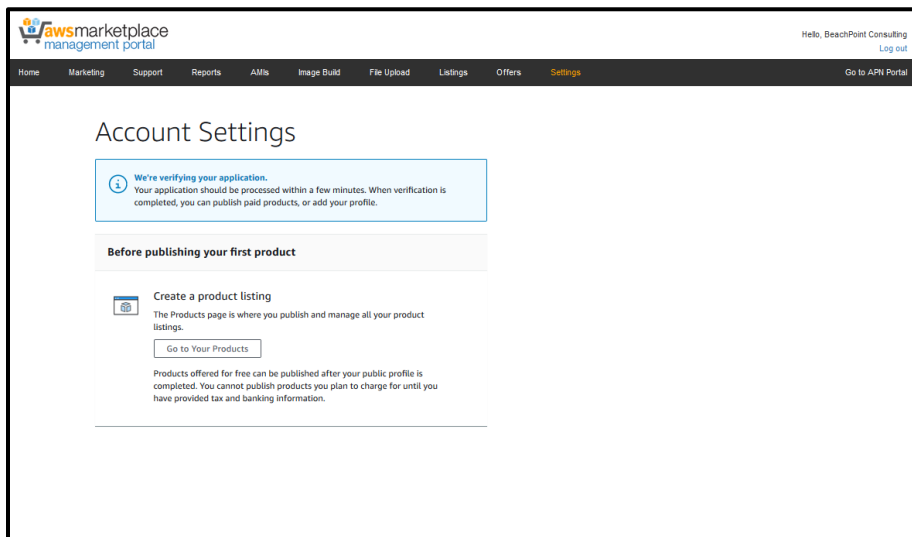 awsmarketplace
management portal
Hello, BeachPoint Consulting
Log out
Home Marketing Support Reports AMIs Image Build File Upload Listings Offers Settings Go to APN Portal
Account Settings
We're verifying your application.
Your application should be processed within a few minutes. When verification is
completed, you can publish paid products, or add your profile.
Before publishing your first product
Create a product listing
The Products page is where you publish and manage all your product
listings.
Go to Your Products
Products offered for free can be published after your public profile is
completed. You cannot publish products you plan to charge for until you
have provided tax and banking information.